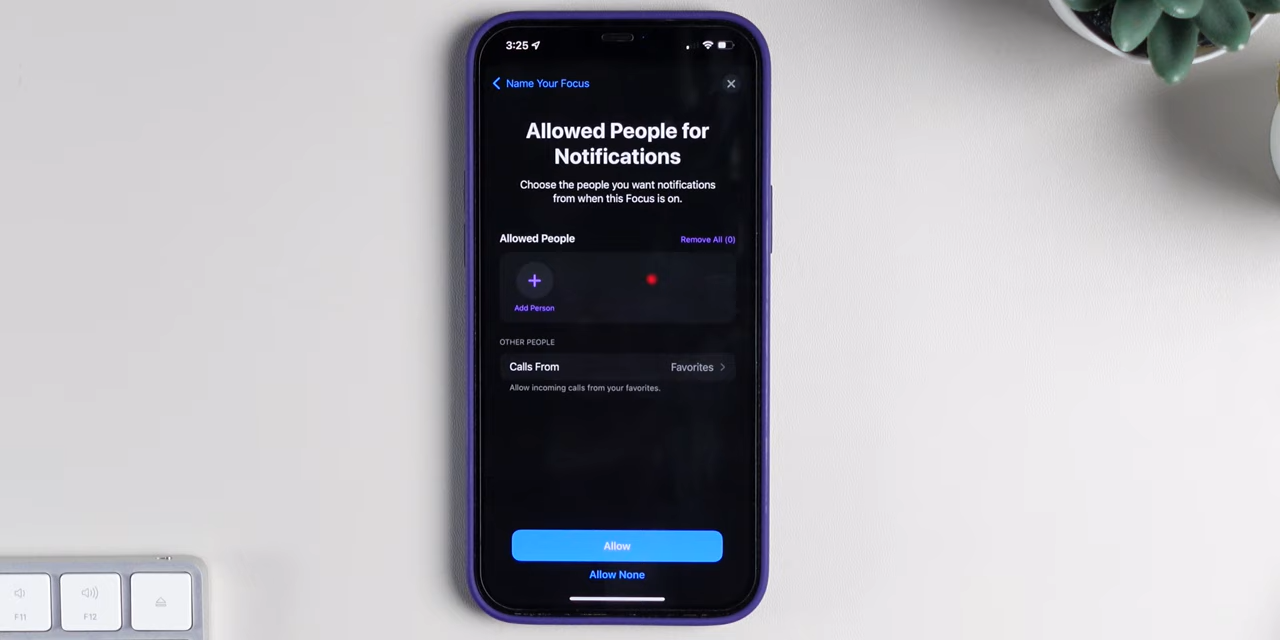 3:25
Name Your Focus
Allowed People for
Notifications
Choose the people you want notifications
from when this Focus is on.
Allowed People
Remove All (0)
Add Person
OTHER PEOPLE
Calls From
Favorites
Allow incoming calls from your favorites.
Allow
Allow None
F11
F12